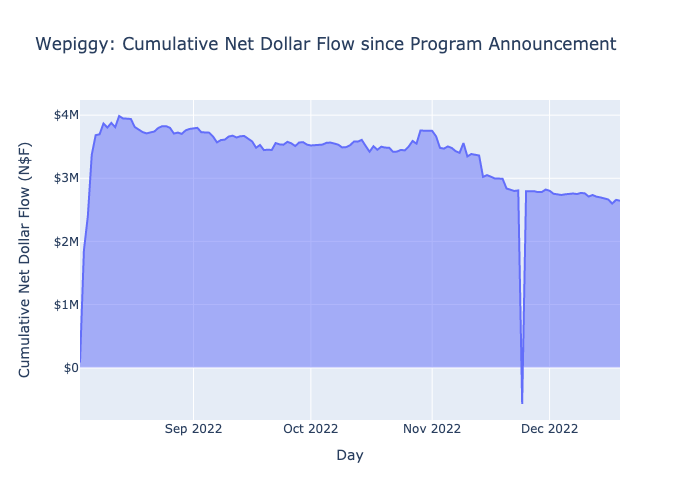 Wepiggy: Cumulative Net Dollar Flow since Program Announcement
Cumulative Net Dollar Flow (N$F)
$4M
$3M
$2M
$1M
$0
Sep 2022
Oct 2022
Nov 2022
Dec 2022
Day